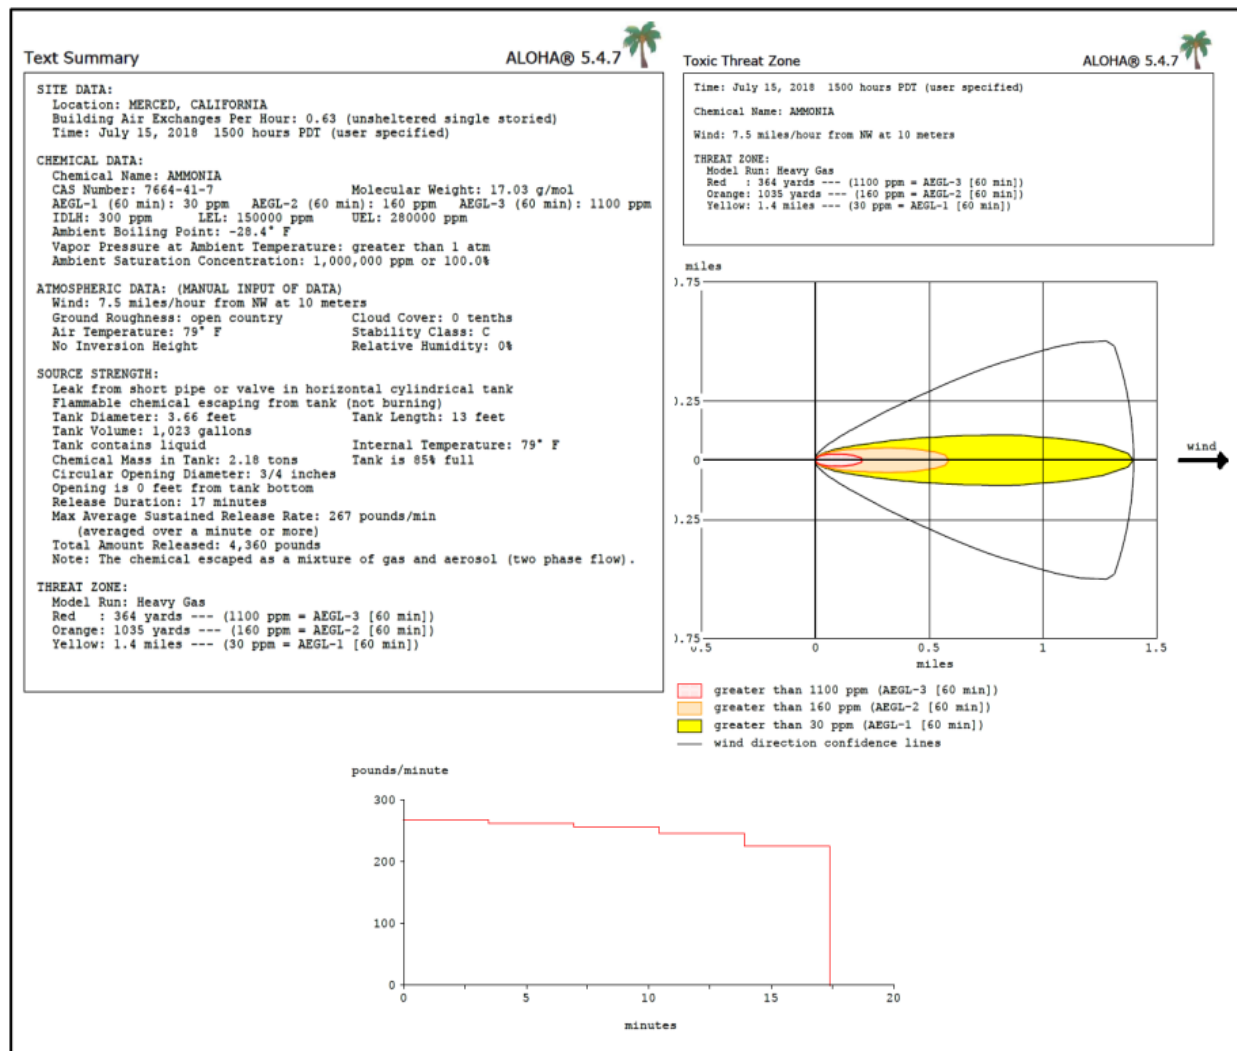 Text Summary
ALOHA® 5.4.7
SITE DATA:
Location: MERCED, CALIFORNIA
Building Air Exchanges Per Hour: 0.63 (unsheltered single storied)
Time: July 15, 2018 1500 hours PDT (user specified)
CHEMICAL DATA:
Chemical Name: AMMONIA
CAS Number: 7664-41-7 Molecular Weight: 17.03 g/mol
AEGL-1 (60 min): 30 ppm AEGL-2 (60 min): 160 ppm AEGL-3 (60 min): 1100 ppm
IDLH: 300 ppm LEL: 150000 ppm UEL: 280000 ppm
Ambient Boiling Point: -28.4° F
Vapor Pressure at Ambient Temperature: greater than 1 atm
Ambient Saturation Concentration: 1,000,000 ppm or 100.0%
ATMOSPHERIC DATA: (MANUAL INPUT OF DATA)
Wind: 7.5 miles/hour from NW at 10 meters
Ground Roughness: open country Cloud Cover: 0 tenths
Air Temperature: 79° F Stability Class: C
No Inversion Height Relative Humidity: 0%
SOURCE STRENGTH:
Leak from short pipe or valve in horizontal cylindrical tank
Flammable chemical escaping from tank (not burning)
Tank Diameter: 3.66 feet Tank Length: 13 feet
Tank Volume: 1,023 gallons
Tank contains liquid Internal Temperature: 79° F
Chemical Mass in Tank: 2.18 tons Tank is 85% full
Circular Opening Diameter: 3/4 inches
Opening is 0 feet from tank bottom
Release Duration: 17 minutes
Max Average Sustained Release Rate: 267 pounds/min
(averaged over a minute or more)
Total Amount Released: 4,360 pounds
Note: The chemical escaped as a mixture of gas and aerosol (two phase flow).
THREAT ZONE:
Model Run: Heavy Gas
Red : 364 yards --- (1100 ppm = AEGL-3 [60 min])
Orange: 1035 yards --- (160 ppm = AEGL-2 [60 min])
Yellow: 1.4 miles --- (30 ppm = AEGL-1 [60 min])
Toxic Threat Zone
ALOHA® 5.4.7
Time: July 15, 2018 1500 hours PDT (user specified)
Chemical Name: AMMONIA
Wind: 7.5 miles/hour from NW at 10 meters
THREAT ZONE:
Model Run: Heavy Gas
Red : 364 yards --- (1100 ppm = AEGL-3 [60 min])
Orange: 1035 yards --- (160 ppm = AEGL-2 [60 min])
Yellow: 1.4 miles --- (30 ppm = AEGL-1 [60 min])
miles
).75
).25
0
0.25
).75
0.5 0 0.5 1 1.5
miles
wind
greater than 1100 ppm (AEGL-3 [60 min])
greater than 160 ppm (AEGL-2 [60 min])
greater than 30 ppm (AEGL-1 [60 min])
wind direction confidence lines
pounds/minute
300
200
100
0
0 5 10 15 20
minutes